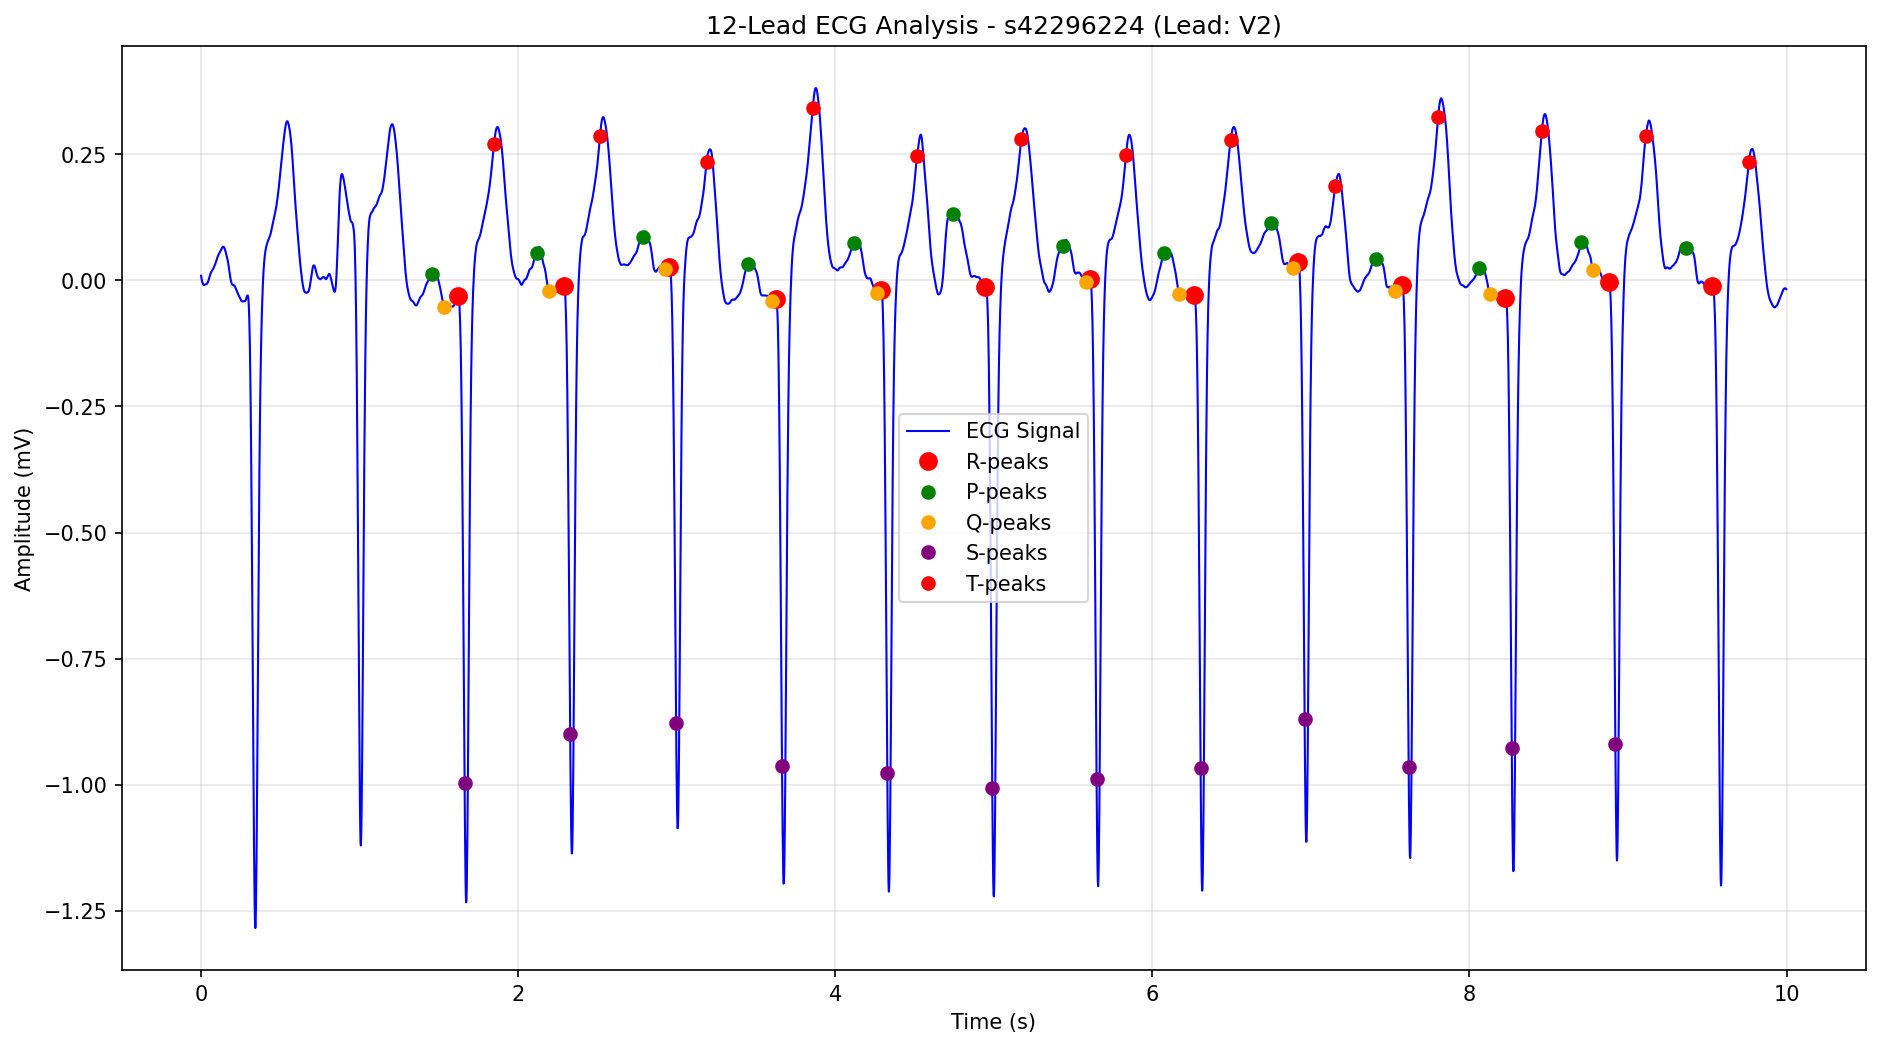 12-Lead ECG Analysis - s42296224 (Lead: V2)
Amplitude (mV)
0.25
0.00
−0.25
−0.50
−0.75
−1.00
−1.25
ECG Signal
R-peaks
P-peaks
Q-peaks
S-peaks
T-peaks
0 2 4 6 8 10
Time (s)